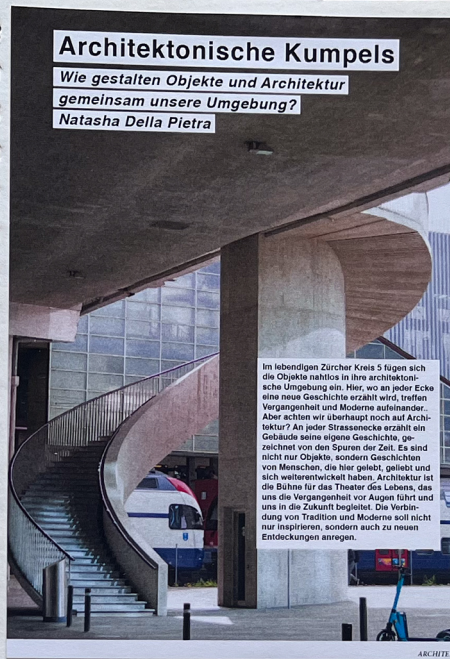 Architektonische Kumpels
Wie gestalten Objekte und Architektur
gemeinsam unsere Umgebung?
Natasha Della Pietra
Im lebendigen Zürcher Kreis 5 fügen sich
die Objekte nahtlos in ihre architektoni-
sche Umgebung ein. Hier, wo an jeder Ecke
eine neue Geschichte erzählt wird, treffen
Vergangenheit und Moderne aufeinander..
Aber achten wir überhaupt noch auf Archi-
tektur? An jeder Strassenecke erzählt ein
Gebäude seine eigene Geschichte, ge-
zeichnet von den Spuren der Zeit. Es sind
nicht nur Objekte, sondern Geschichten
von Menschen, die hier gelebt, geliebt und
sich weiterentwickelt haben. Architektur ist
die Bühne für das Theater des Lebens, das
uns die Vergangenheit vor Augen führt und
uns in die Zukunft begleitet. Die Verbin-
dung von Tradition und Moderne soll nicht
nur inspirieren, sondern auch zu neuen
Entdeckungen anregen.
ARCHITE